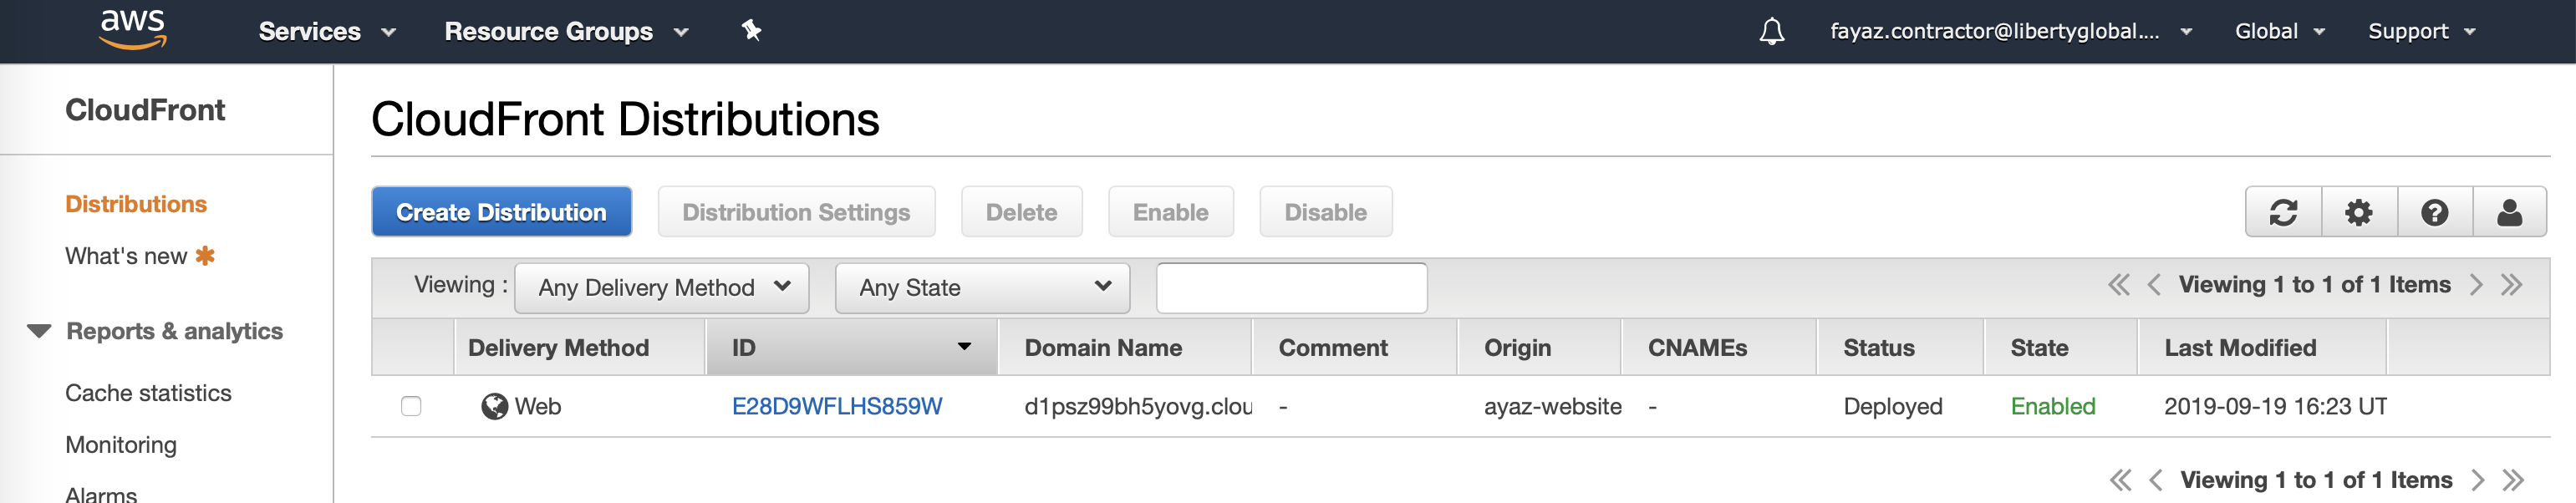 aws Services Resource Groups fayaz.contractor@libertyglobal.... Global Support
CloudFront
Distributions
What's new
Reports & analytics
Cache statistics
Monitoring
Alarms
CloudFront Distributions
Create Distribution Distribution Settings Delete Enable Disable
Viewing : Any Delivery Method Any State Viewing 1 to 1 of 1 Items
Delivery Method ID Domain Name Comment Origin CNAMEs Status State Last Modified
Web E28D9WFLHS859W d1psz99bh5yovg.clou - ayaz-website - Deployed Enabled 2019-09-19 16:23 UT
Viewing 1 to 1 of 1 Items